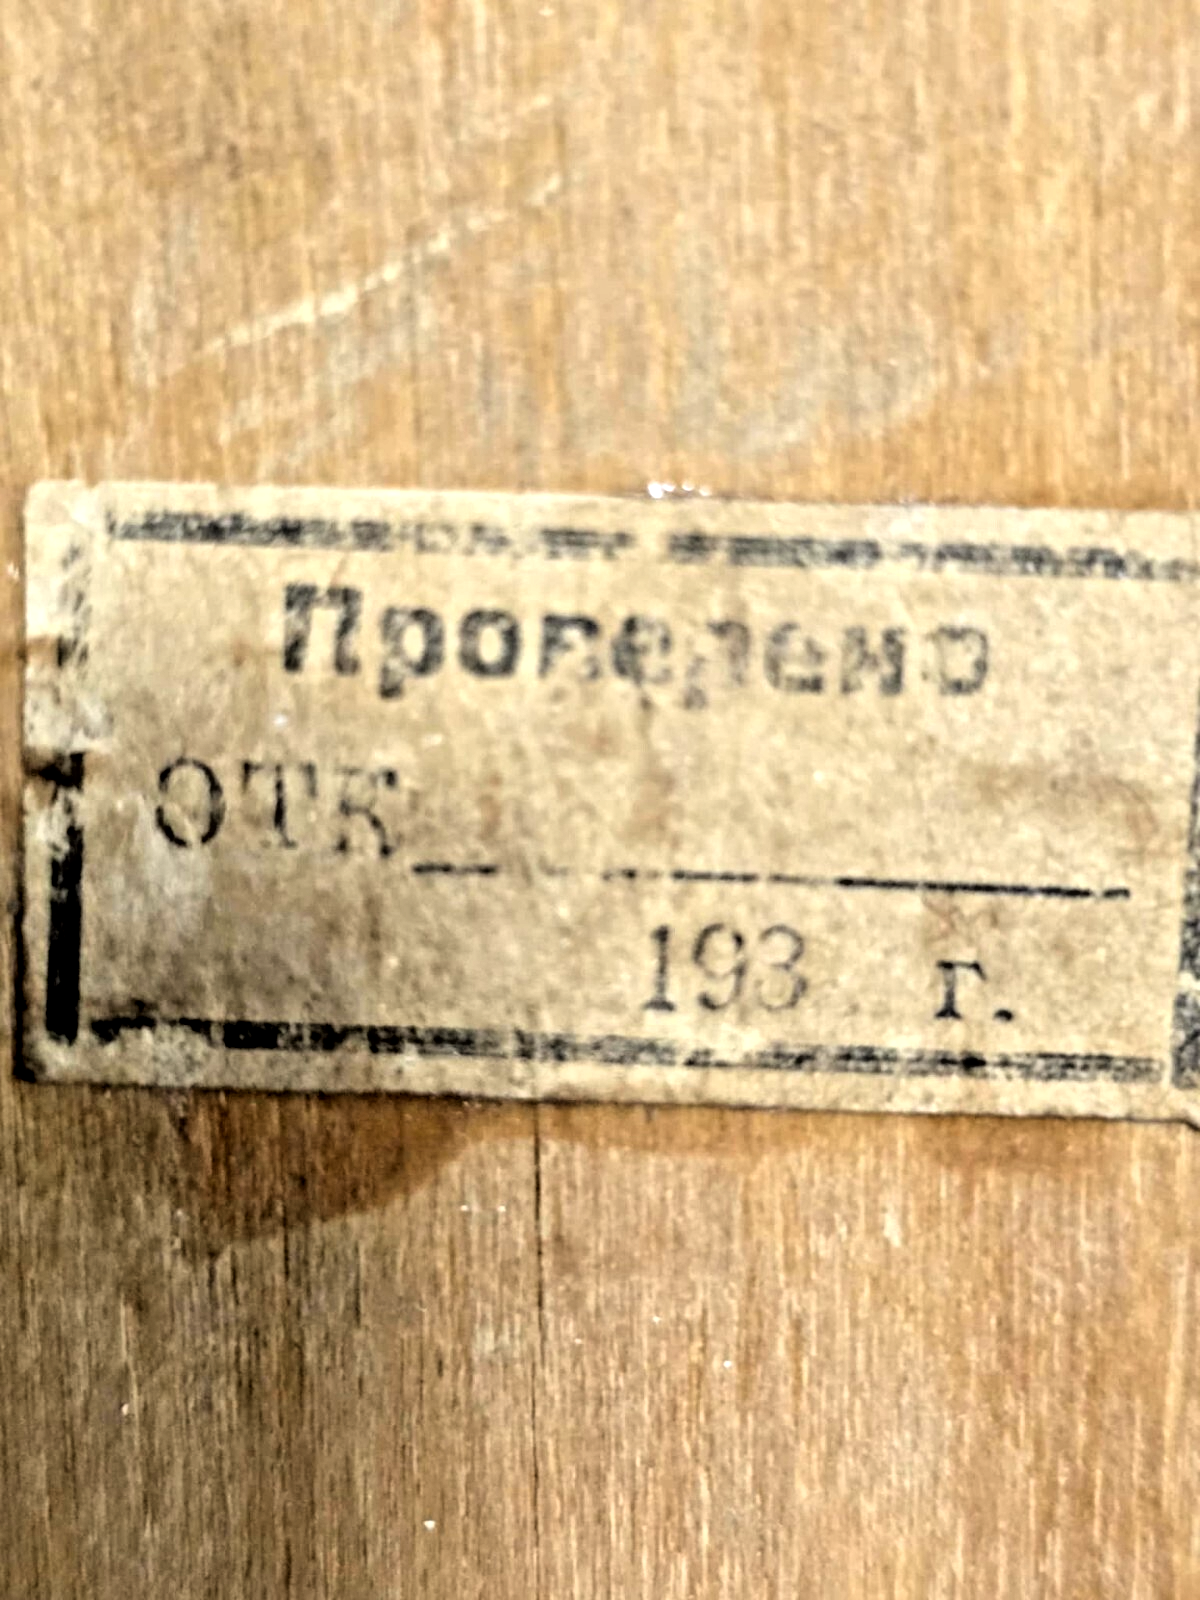 Проверено
ОТК
193 г.